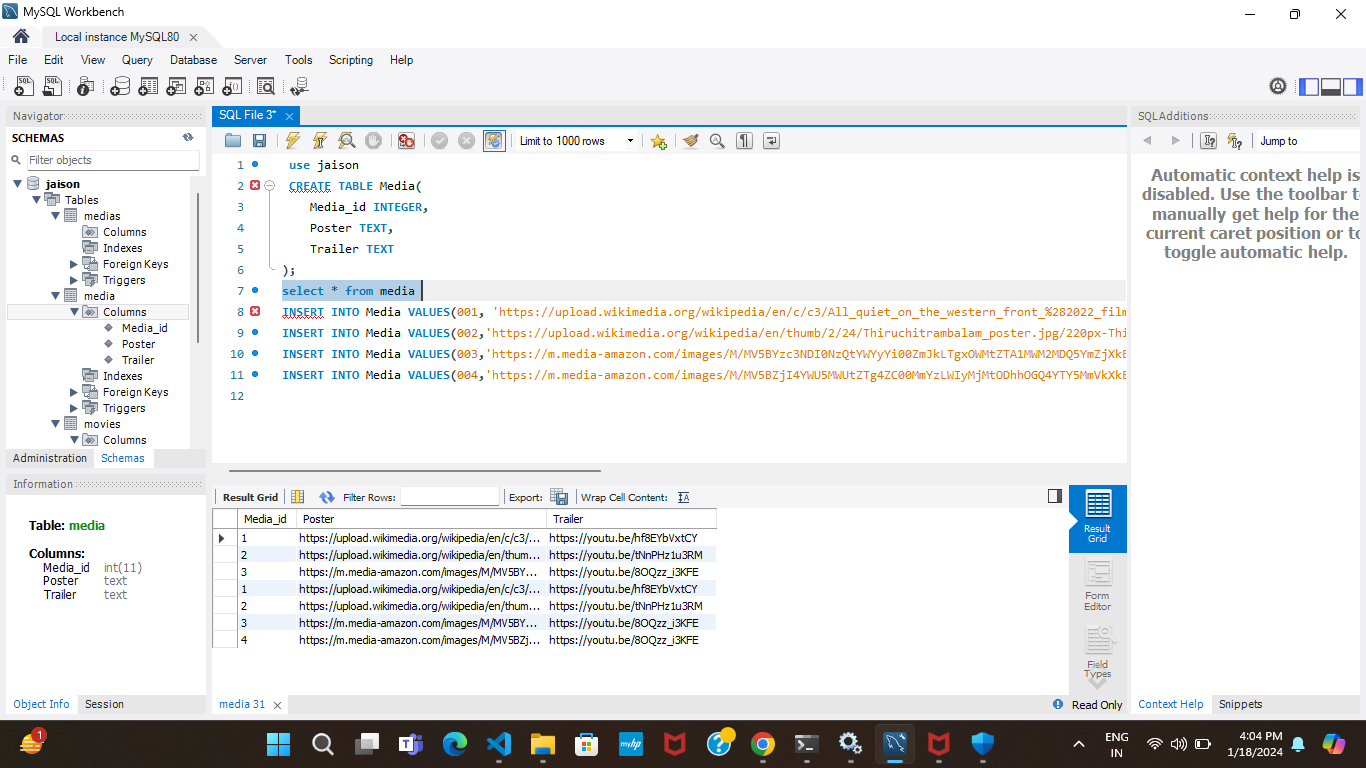 MySQL Workbench
Local instance MySQL80
File Edit View Query Database Server Tools Scripting Help
Navigator
SCHEMAS
Filter objects
jaison
Tables
medias
Columns
Indexes
Foreign Keys
Triggers
media
Columns
Media_id
Poster
Trailer
Indexes
Foreign Keys
Triggers
movies
Columns
Administration Schemas
Information
Table: media
Columns:
Media_id int(11)
Poster text
Trailer text
Object Info Session
SQL File 3*
Limit to 1000 rows
1 use jaison
2 CREATE TABLE Media(
3 Media_id INTEGER,
4 Poster TEXT,
5 Trailer TEXT
6 );
7 select * from media
8 INSERT INTO Media VALUES(001, 'https://upload.wikimedia.org/wikipedia/en/c/c3/All_quiet_on_the_western_front_%282022_film
9 INSERT INTO Media VALUES(002,'https://upload.wikimedia.org/wikipedia/en/thumb/2/24/Thiruchitrambalam_poster.jpg/220px-Thi
10 INSERT INTO Media VALUES(003,'https://m.media-amazon.com/images/M/MV5BYzc3NDI0NzQtYWYyYi00ZmJkLTgxOWMtZTA1MWM2MDQ5YmZjXkE
11 INSERT INTO Media VALUES(004,'https://m.media-amazon.com/images/M/MV5BZjI4YWU5MWUtZTg4ZC00MmYzLWIyMjMtODhhOGQ4YTY5MmVkXkE
12
Result Grid Filter Rows: Export: Wrap Cell Content:
Media_id Poster Trailer
1 https://upload.wikimedia.org/wikipedia/en/c/c3/... https://youtu.be/hf8EYbVxtCY
2 https://upload.wikimedia.org/wikipedia/en/thum... https://youtu.be/tNnPHz1u3RM
3 https://m.media-amazon.com/images/M/MV5BY... https://youtu.be/8OQzz_i3KFE
1 https://upload.wikimedia.org/wikipedia/en/c/c3/... https://youtu.be/hf8EYbVxtCY
2 https://upload.wikimedia.org/wikipedia/en/thum... https://youtu.be/tNnPHz1u3RM
3 https://m.media-amazon.com/images/M/MV5BY... https://youtu.be/8OQzz_i3KFE
4 https://m.media-amazon.com/images/M/MV5BZj... https://youtu.be/8OQzz_i3KFE
Result
Grid
Form
Editor
Field
Types
media 31
Read Only
SQLAdditions
Jump to
Automatic context help is
disabled. Use the toolbar t
manually get help for the
current caret position or to
toggle automatic help.
Context Help Snippets
1
myhp
ENG
IN
4:04 PM
1/18/2024